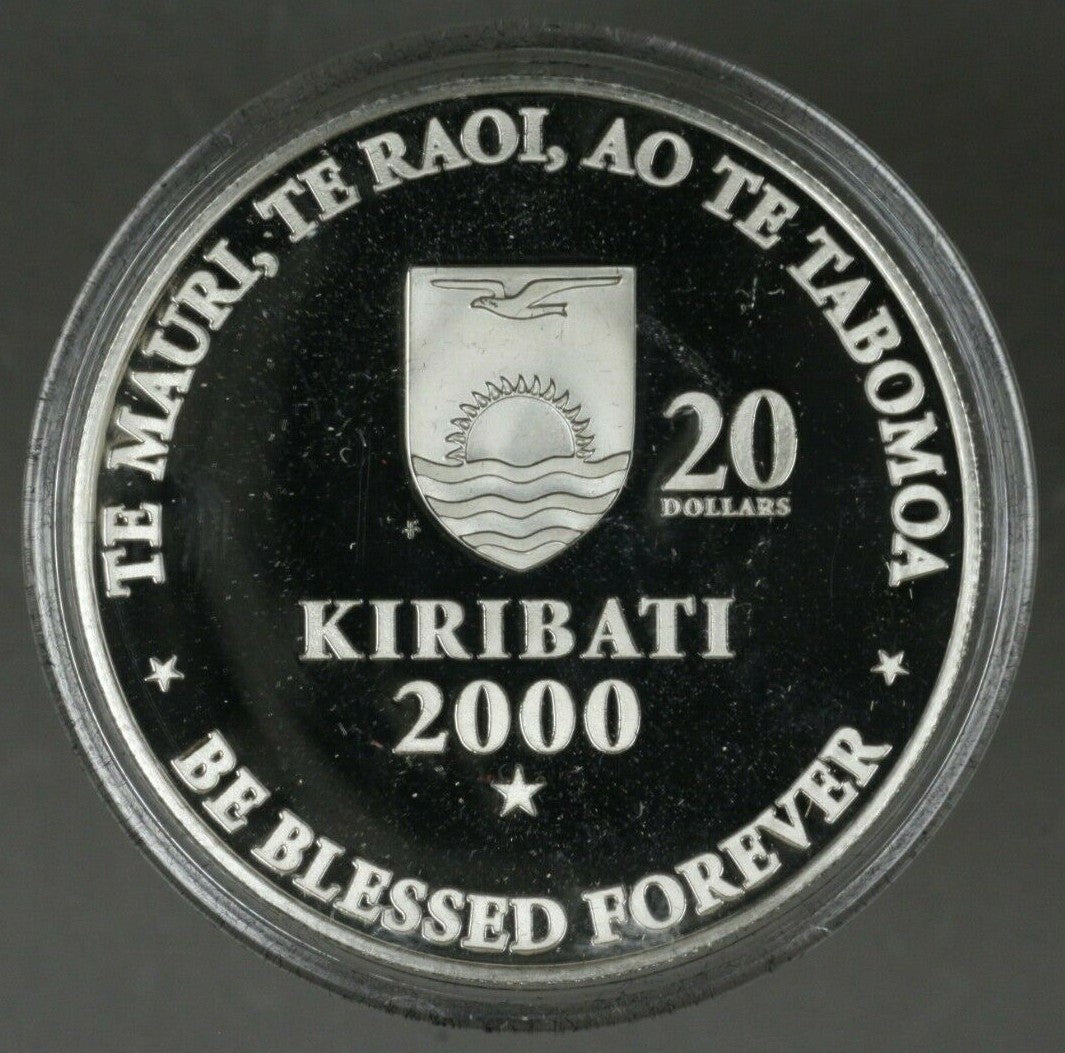 TE MAURI, TE RAOI, AO TE TABOMOA
20
DOLLARS
KIRIBATI
2000
BE BLESSED FOREVER